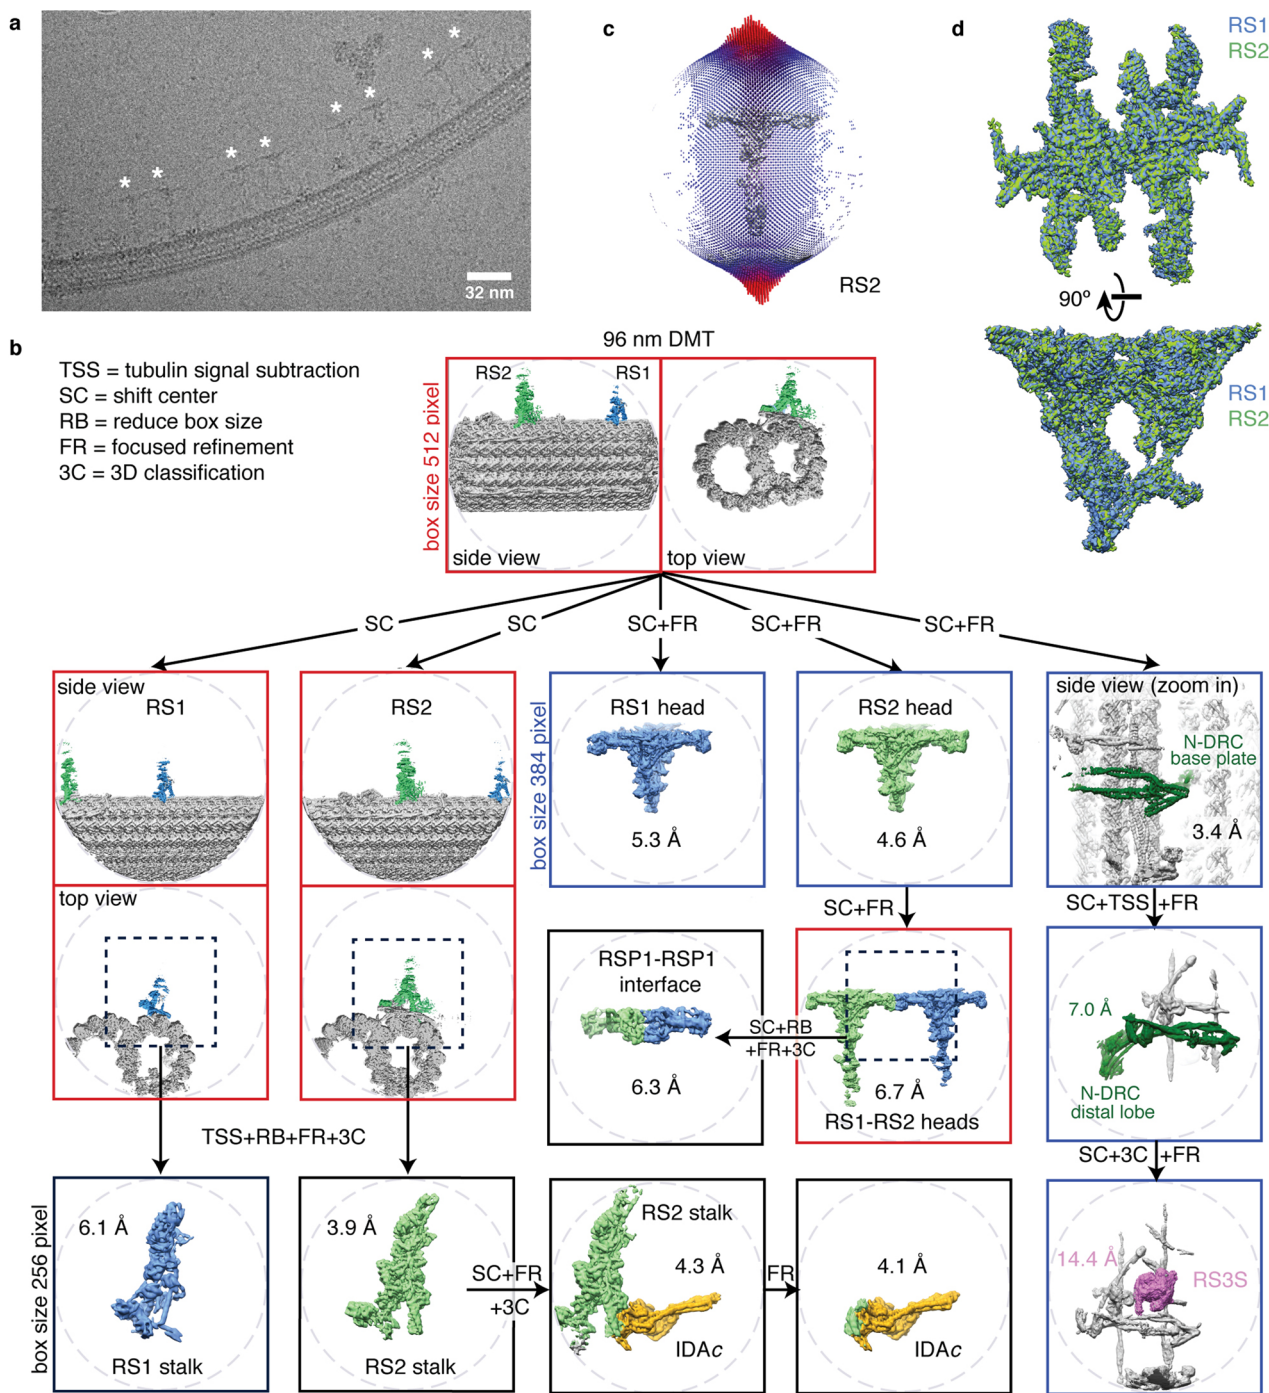 a
32 nm
c
RS2
d
RS1
RS2
90º
RS1
RS2
b
TSS = tubulin signal subtraction
SC = shift center
RB = reduce box size
FR = focused refinement
3C = 3D classification
96 nm DMT
box size 512 pixel
RS2
RS1
side view
top view
SC
SC
SC+FR
SC+FR
SC+FR
side view
RS1
RS2
top view
box size 384 pixel
RS1 head
5.3 Å
RS2 head
4.6 Å
side view (zoom in)
N-DRC
base plate
3.4 Å
SC+FR
SC+TSS
+FR
RSP1-RSP1
interface
6.3 Å
SC+RB
+FR+3C
6.7 Å
RS1-RS2 heads
7.0 Å
N-DRC
distal lobe
TSS+RB+FR+3C
SC+3C
+FR
box size 256 pixel
6.1 Å
RS1 stalk
3.9 Å
RS2 stalk
SC+FR
+3C
RS2 stalk
4.3 Å
IDAc
FR
4.1 Å
IDAc
14.4 Å
RS3S